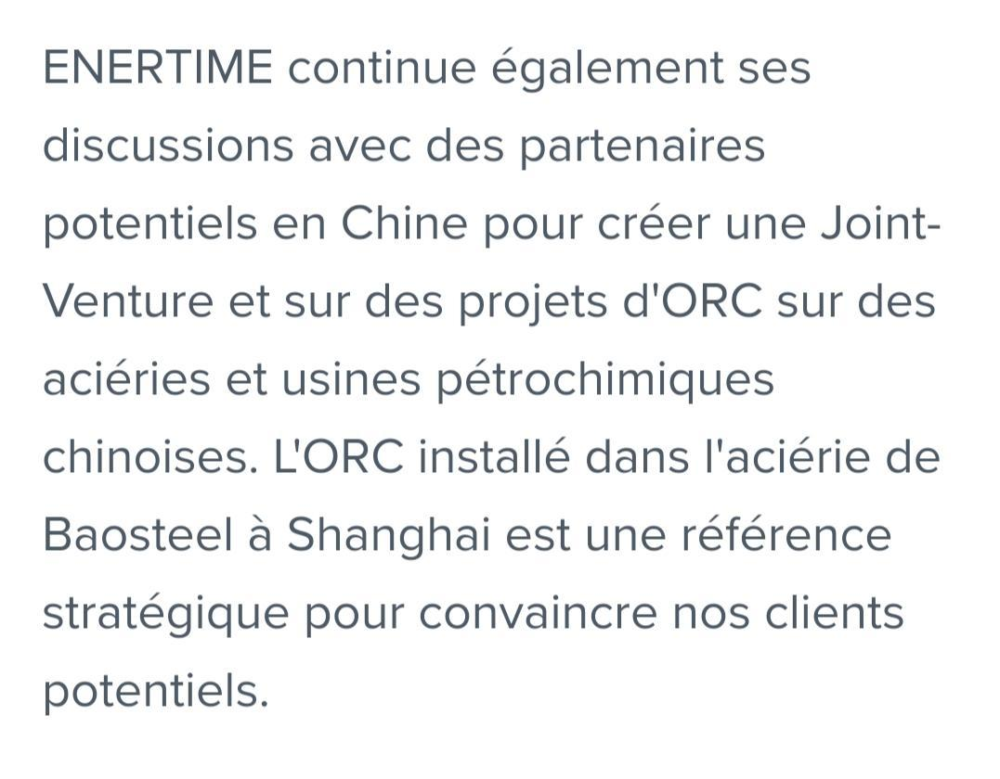 ENERTIME continue également ses
discussions avec des partenaires
potentiels en Chine pour créer une Joint-
Venture et sur des projets d'ORC sur des
aciéries et usines pétrochimiques
chinoises. L'ORC installé dans l'aciérie de
Baosteel à Shanghai est une référence
stratégique pour convaincre nos clients
potentiels.